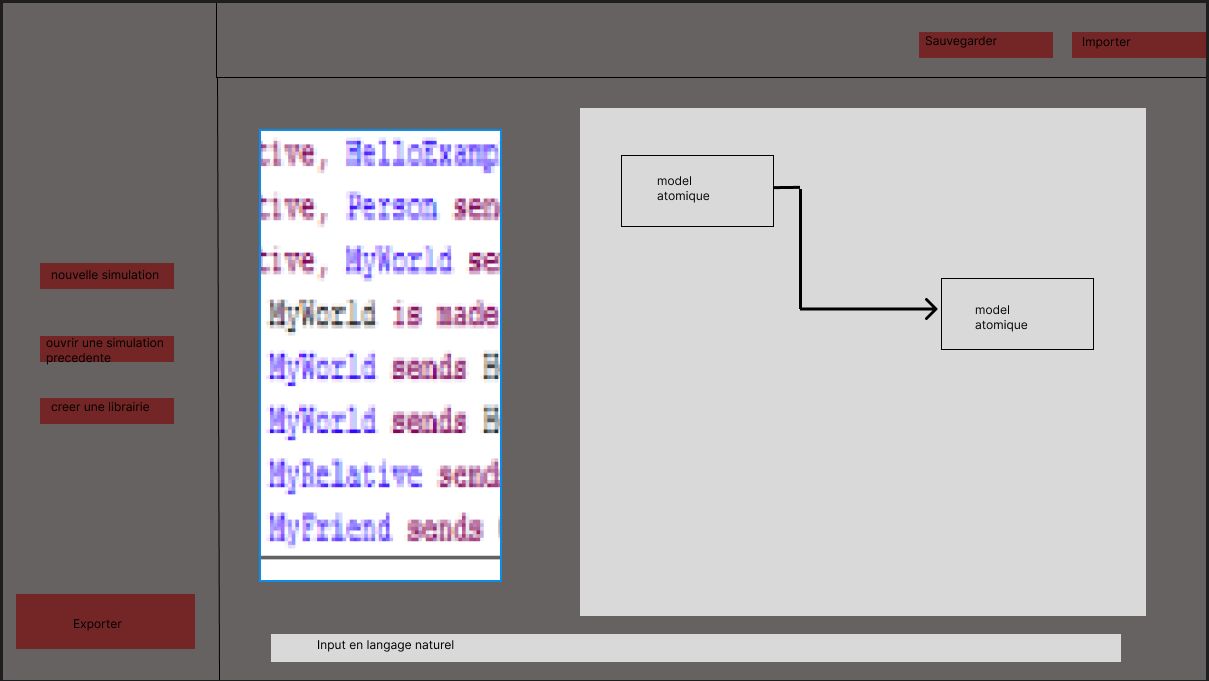 Sauvegarder
Importer
nouvelle simulation
ouvrir une simulation
precedente
creer une librairie
Exporter
tive, HelloExamp
tive, Person sen
tive, MyWorld se
MyWorld is made
MyWorld sends H
MyWorld sends H
MyRelative send
MyFriend sends
model
atomique
model
atomique
Input en langage naturel